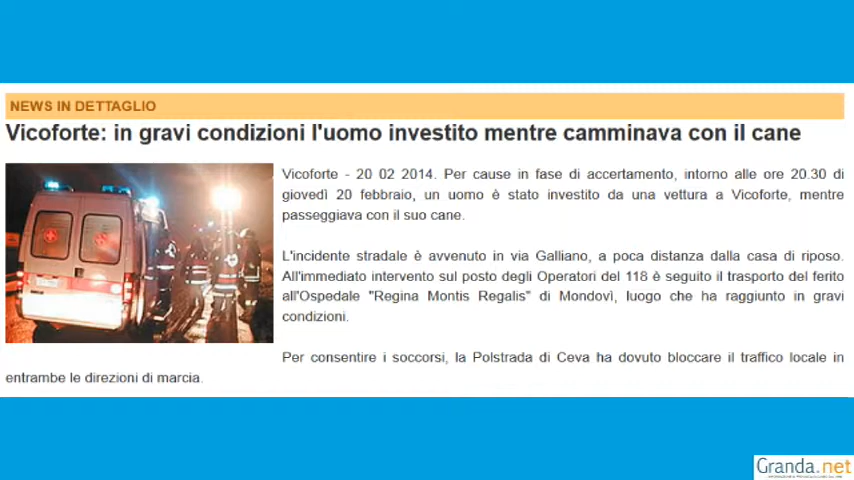 NEWS IN DETTAGLIO
Vicoforte: in gravi condizioni l'uomo investito mentre camminava con il cane
Vicoforte - 20 02 2014. Per cause in fase di accertamento, intorno alle ore 20.30 di
giovedì 20 febbraio, un uomo è stato investito da una vettura a Vicoforte, mentre
passeggiava con il suo cane.
L'incidente stradale è avvenuto in via Galliano, a poca distanza dalla casa di riposo.
All'immediato intervento sul posto degli Operatori del 118 è seguito il trasporto del ferito
all'Ospedale "Regina Montis Regalis" di Mondovì, luogo che ha raggiunto in gravi
condizioni.
Per consentire i soccorsi, la Polstrada di Ceva ha dovuto bloccare il traffico locale in
entrambe le direzioni di marcia.
Granda.net